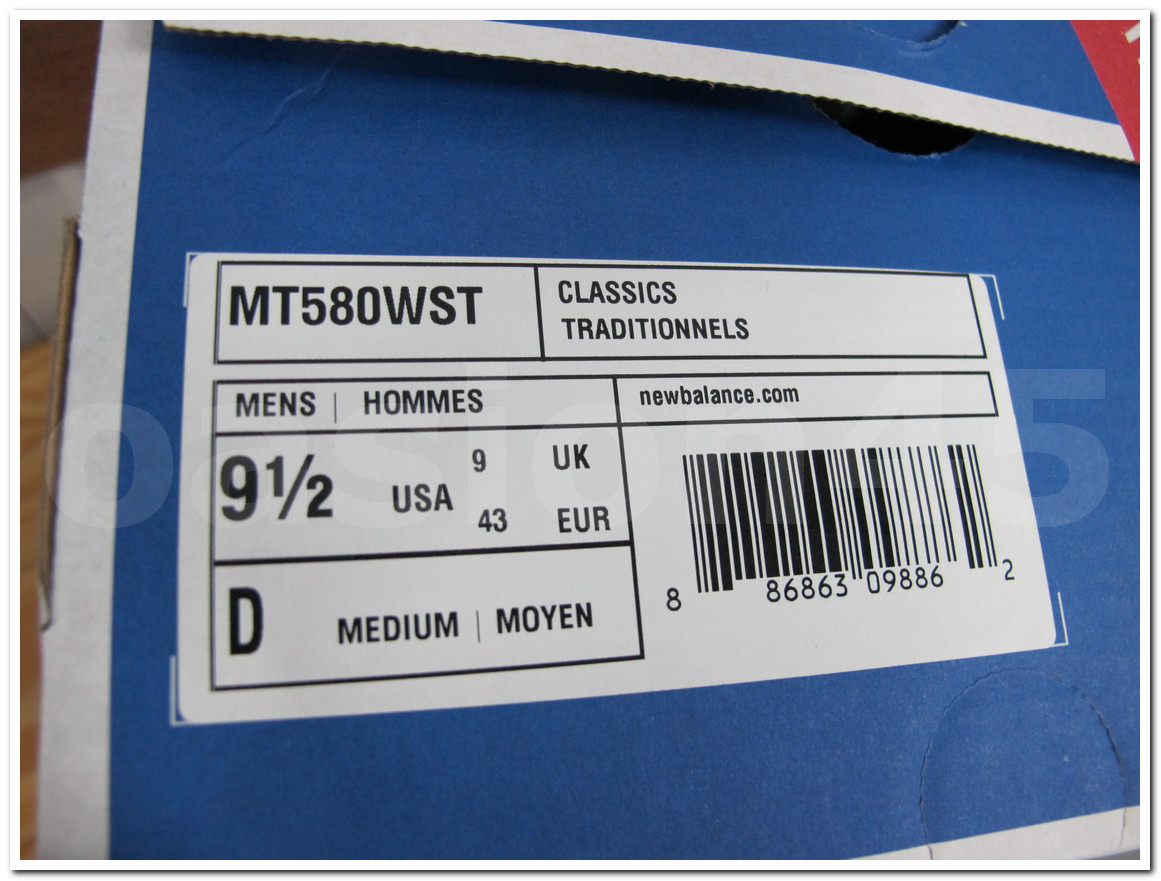 MT580WST
CLASSICS
TRADITIONNELS
MENS | HOMMES
newbalance.com
9½ USA 9 UK
43 EUR
D MEDIUM | MOYEN
8 86863 09886 2
oasion45